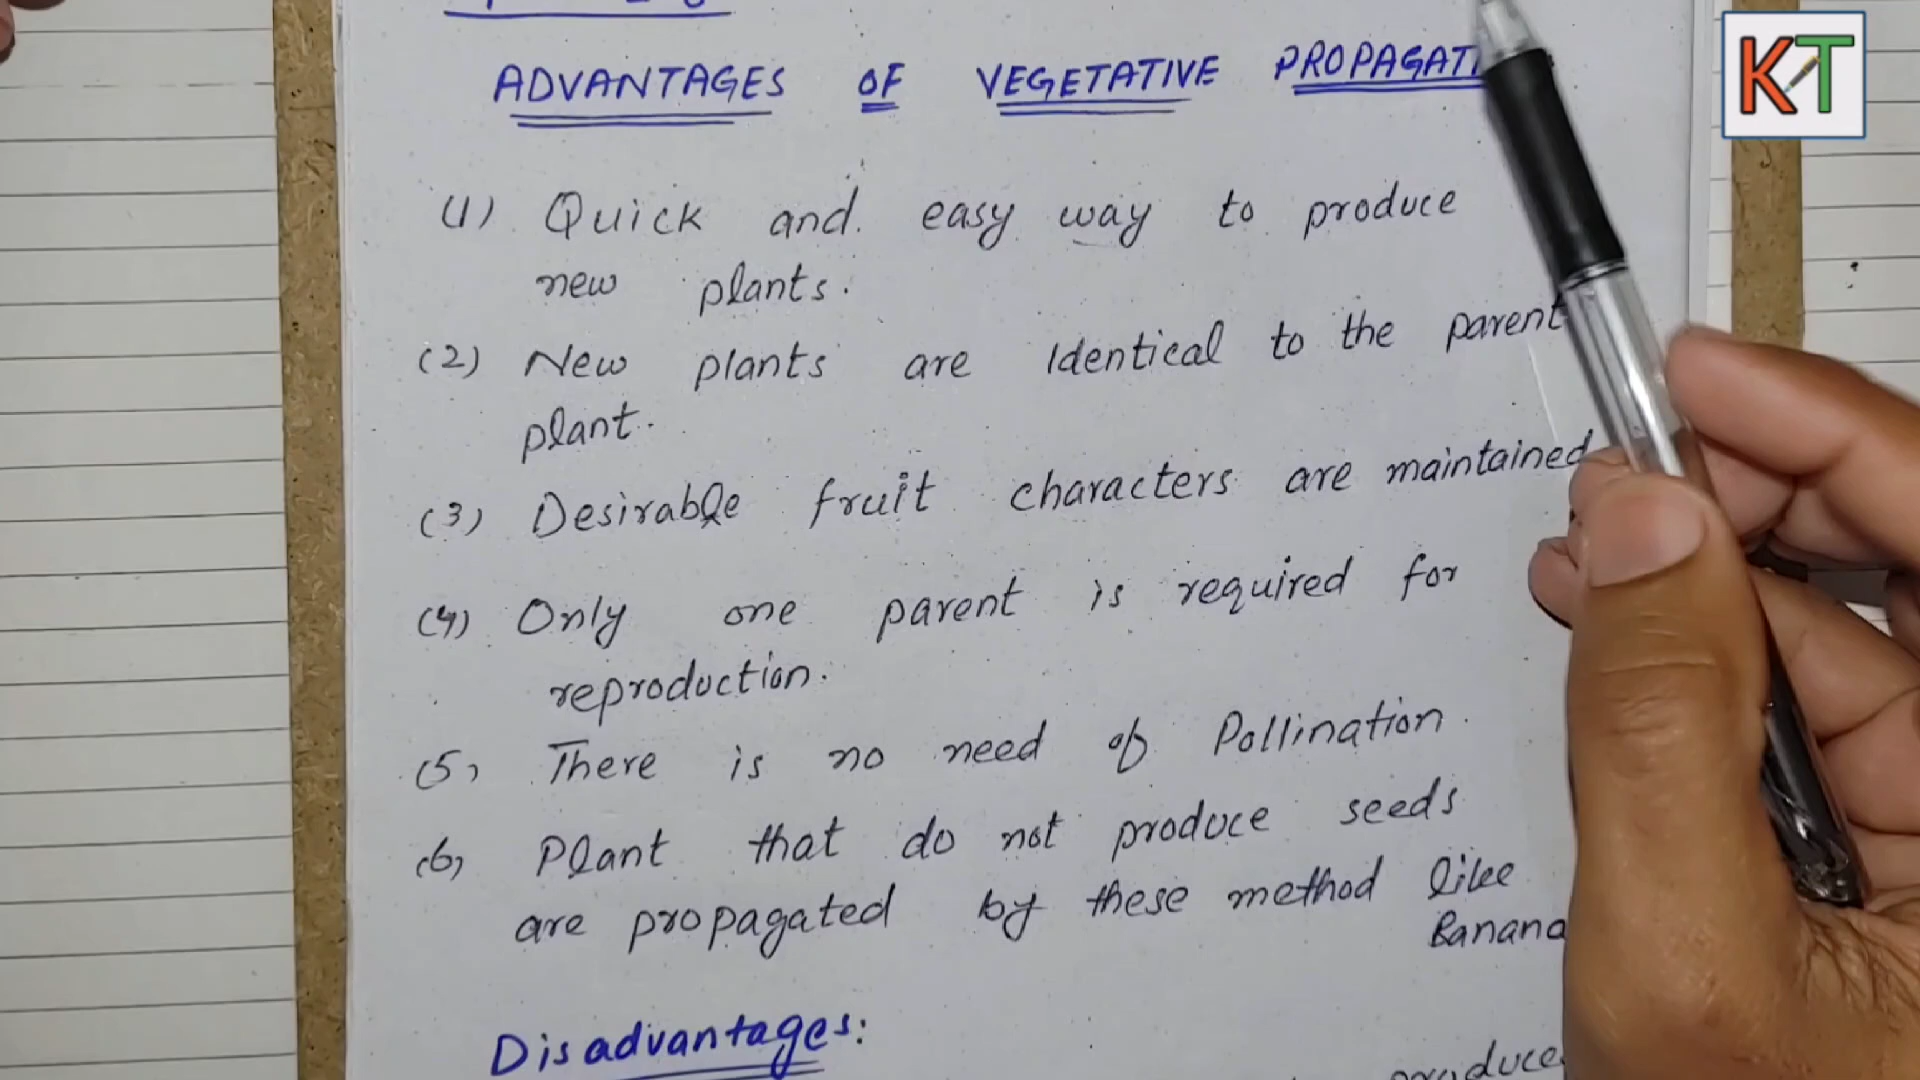 KT
ADVANTAGES OF VEGETATIVE PROPAGATI
(1) Quick and easy way to produce
new plants.
(2) New plants are Identical to the parent
plant.
(3) Desirable fruit characters are maintained
(4) Only one parent is required for
reproduction.
(5) There is no need of Pollination.
(6) Plant that do not produce seeds
are propagated by these method like
Banana
Disadvantages:
produce